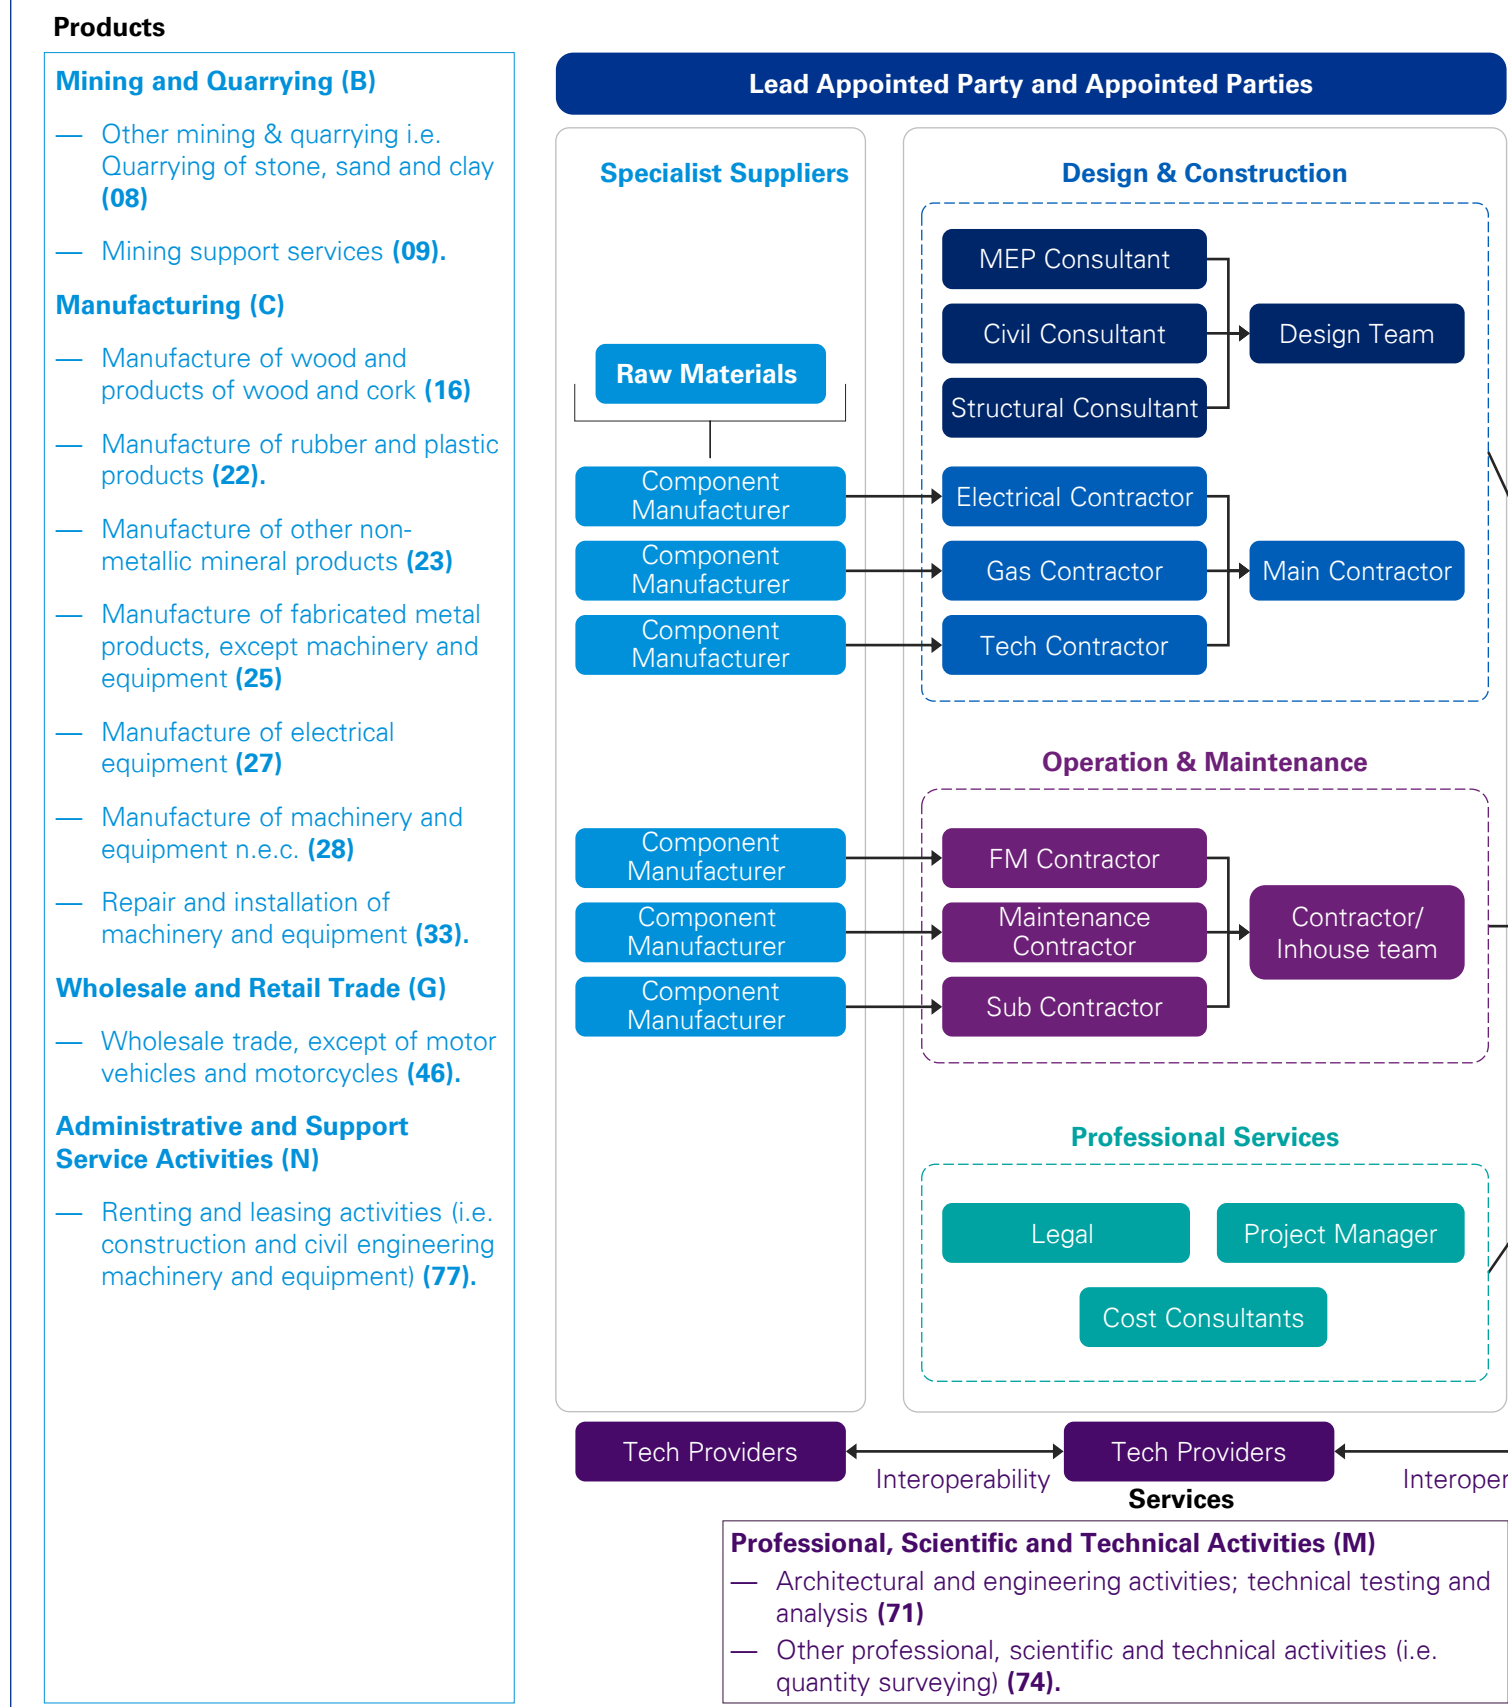 Products
Mining and Quarrying (B)
— Other mining & quarrying i.e.
Quarrying of stone, sand and clay
(08)
— Mining support services (09).
Manufacturing (C)
— Manufacture of wood and
products of wood and cork (16)
— Manufacture of rubber and plastic
products (22).
— Manufacture of other non-
metallic mineral products (23)
— Manufacture of fabricated metal
products, except machinery and
equipment (25)
— Manufacture of electrical
equipment (27)
— Manufacture of machinery and
equipment n.e.c. (28)
— Repair and installation of
machinery and equipment (33).
Wholesale and Retail Trade (G)
— Wholesale trade, except of motor
vehicles and motorcycles (46).
Administrative and Support
Service Activities (N)
— Renting and leasing activities (i.e.
construction and civil engineering
machinery and equipment) (77).
Lead Appointed Party and Appointed Parties
Specialist Suppliers
Raw Materials
Component
Manufacturer
Component
Manufacturer
Component
Manufacturer
Component
Manufacturer
Component
Manufacturer
Component
Manufacturer
Design & Construction
MEP Consultant
Civil Consultant
Structural Consultant
Design Team
Electrical Contractor
Gas Contractor
Tech Contractor
Main Contractor
Operation & Maintenance
FM Contractor
Maintenance
Contractor
Sub Contractor
Contractor/
Inhouse team
Professional Services
Legal
Project Manager
Cost Consultants
Tech Providers
Interoperability
Tech Providers
Interoper
Services
Professional, Scientific and Technical Activities (M)
— Architectural and engineering activities; technical testing and
analysis (71)
— Other professional, scientific and technical activities (i.e.
quantity surveying) (74).